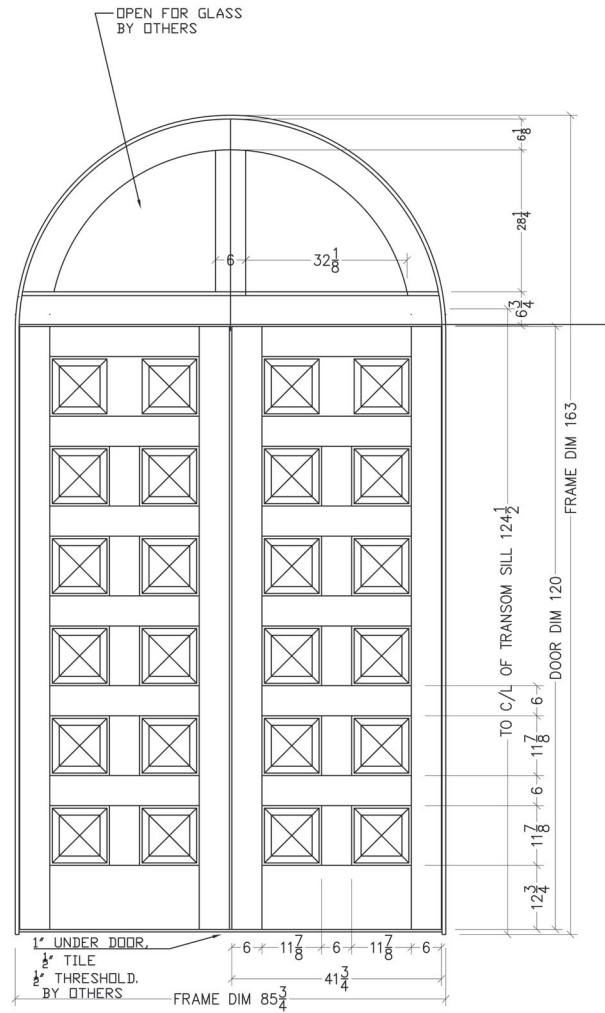 OPEN FOR GLASS
BY OTHERS
6 1/8
28 1/4
6
32 1/8
6 3/4
FRAME DIM 163
TO C/L OF TRANSOM SILL 124 1/2
DOOR DIM 120
6
11 7/8
6
11 7/8
12 3/4
1" UNDER DOOR,
1/2" TILE
1/2" THRESHOLD.
BY OTHERS
6 11 7/8 6 11 7/8 6
41 3/4
FRAME DIM 85 3/4